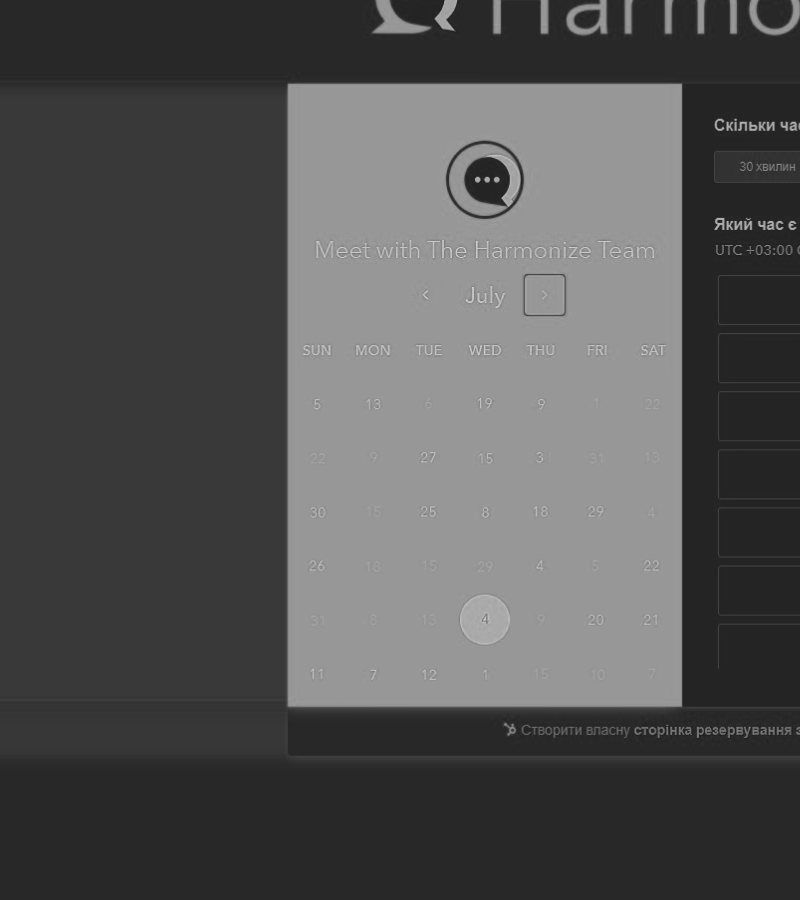 Harmo
Скільки ча
30 хвилин
Який час є
UTC +03:00
Meet with The Harmonize Team
July
SUN MON TUE WED THU FRI SAT
5 13 6 19 9 1 22
22 9 27 15 3 31 13
30 15 25 8 18 29 4
26 18 15 29 4 5 22
31 8 13 4 9 20 21
11 7 12 1 15 10 7
Створити власну сторінка резервування з